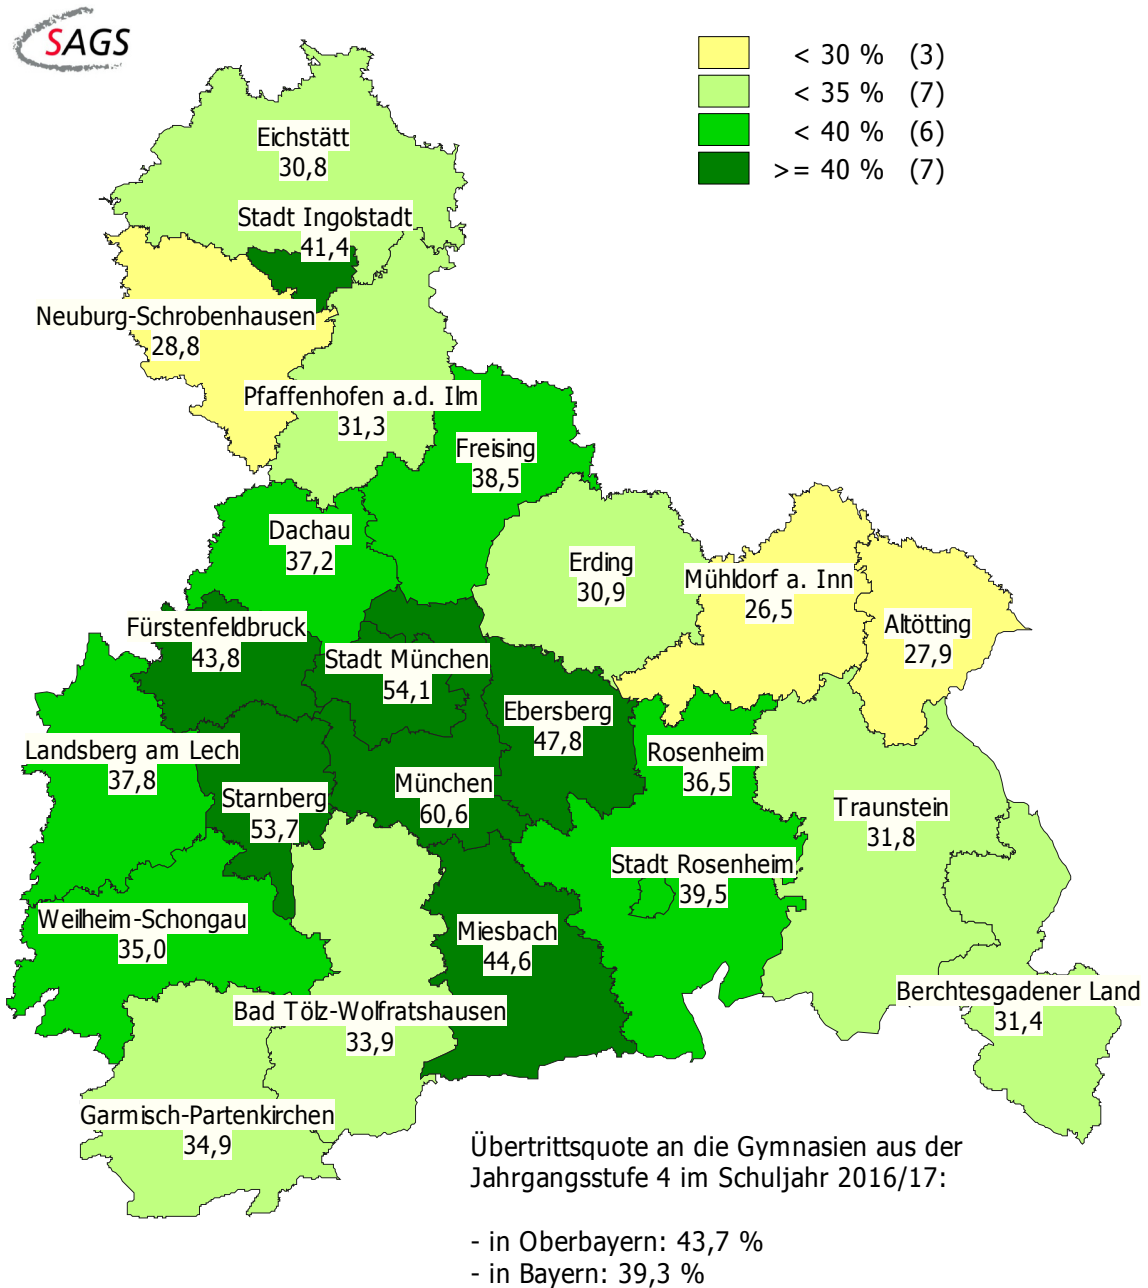 SAGS
< 30 % (3)
< 35 % (7)
< 40 % (6)
>= 40 % (7)
Eichstätt
30,8
Stadt Ingolstadt
41,4
Neuburg-Schrobenhausen
28,8
Pfaffenhofen a.d. Ilm
31,3
Freising
38,5
Dachau
37,2
Erding
30,9
Mühldorf a. Inn
26,5
Altötting
27,9
Fürstenfeldbruck
43,8
Stadt München
54,1
Ebersberg
47,8
Landsberg am Lech
37,8
Rosenheim
36,5
Starnberg
53,7
München
60,6
Traunstein
31,8
Stadt Rosenheim
39,5
Weilheim-Schongau
35,0
Miesbach
44,6
Bad Tölz-Wolfratshausen
33,9
Berchtesgadener Land
31,4
Garmisch-Partenkirchen
34,9
Übertrittsquote an die Gymnasien aus der
Jahrgangsstufe 4 im Schuljahr 2016/17:
- in Oberbayern: 43,7 %
- in Bayern: 39,3 %